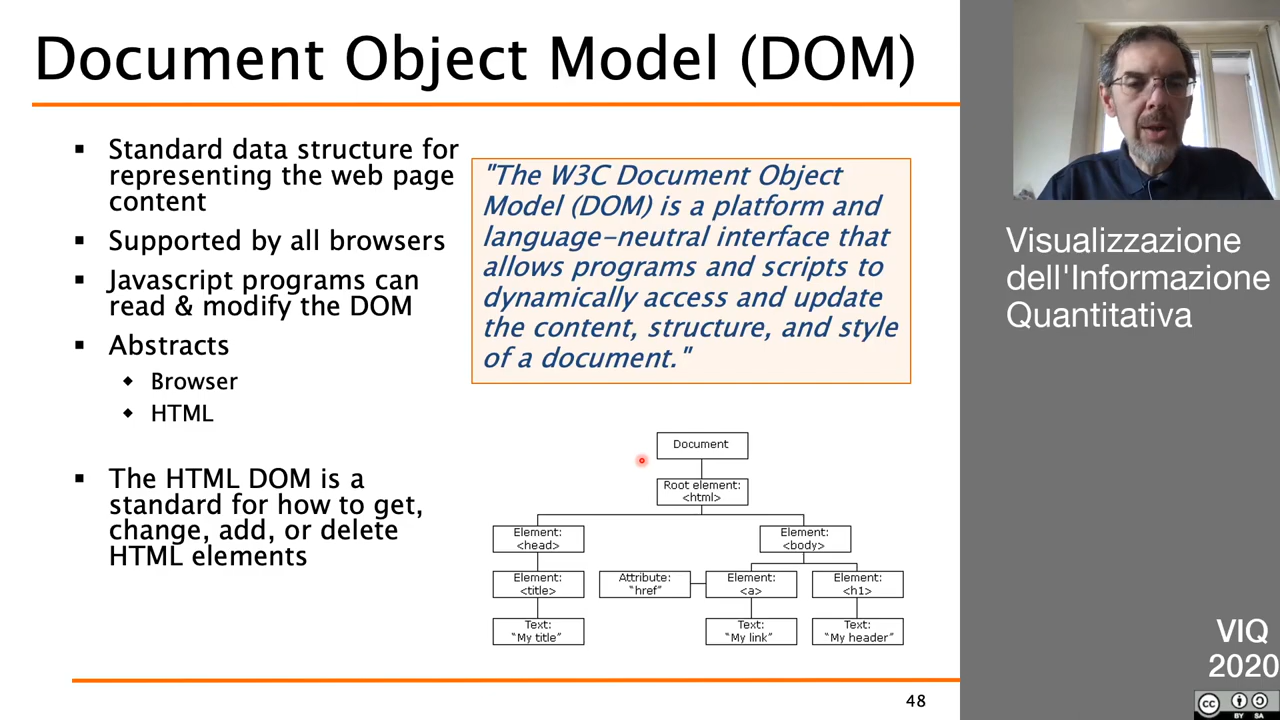 Document Object Model (DOM)
Standard data structure for
representing the web page
content
Supported by all browsers
Javascript programs can
read & modify the DOM
Abstracts
Browser
HTML
The HTML DOM is a
standard for how to get,
change, add, or delete
HTML elements
"The W3C Document Object
Model (DOM) is a platform and
language-neutral interface that
allows programs and scripts to
dynamically access and update
the content, structure, and style
of a document."
Document
Root element:
<html>
Element:
<head>
Element:
<body>
Element:
<title>
Attribute:
"href"
Element:
<a>
Element:
<h1>
Text:
"My title"
Text:
"My link"
Text:
"My header"
48
Visualizzazione
dell'Informazione
Quantitativa
VIQ
2020
cc
BY SA